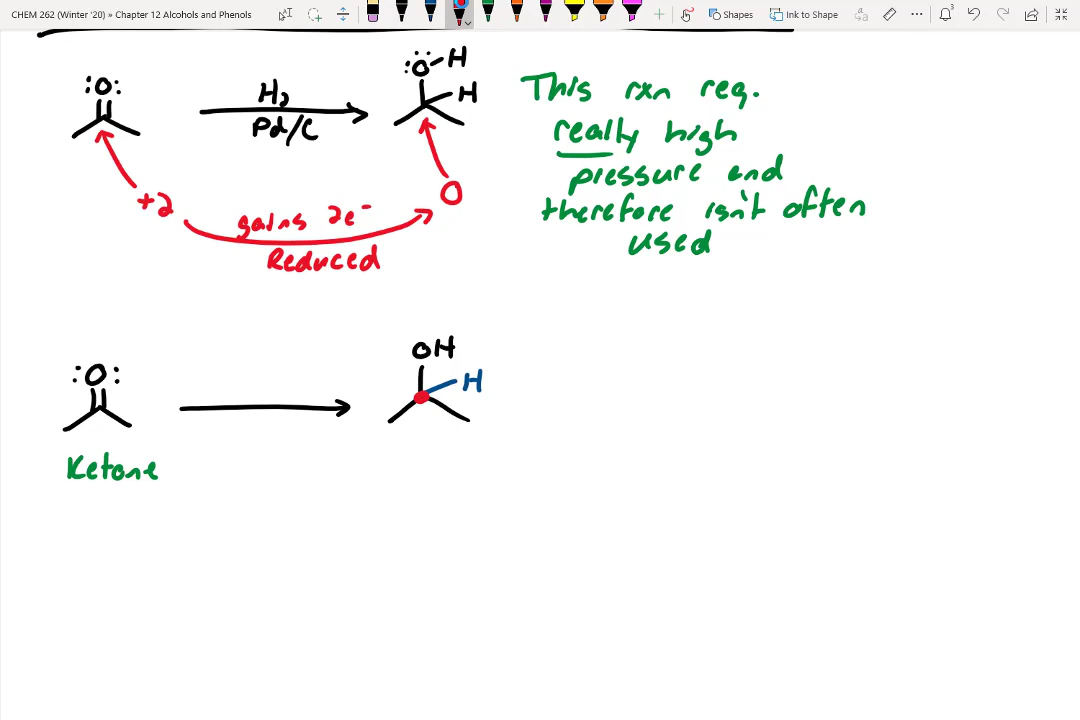 CHEM 262 (Winter '20) » Chapter 12 Alcohols and Phenols
Shapes
Ink to Shape
:O:
H₂
Pd/C
:Ö-H
H
This rxn req.
really high
pressure and
therefore isn't often
used
+2
gains 2e⁻
Reduced
O
:O:
OH
H
Ketone